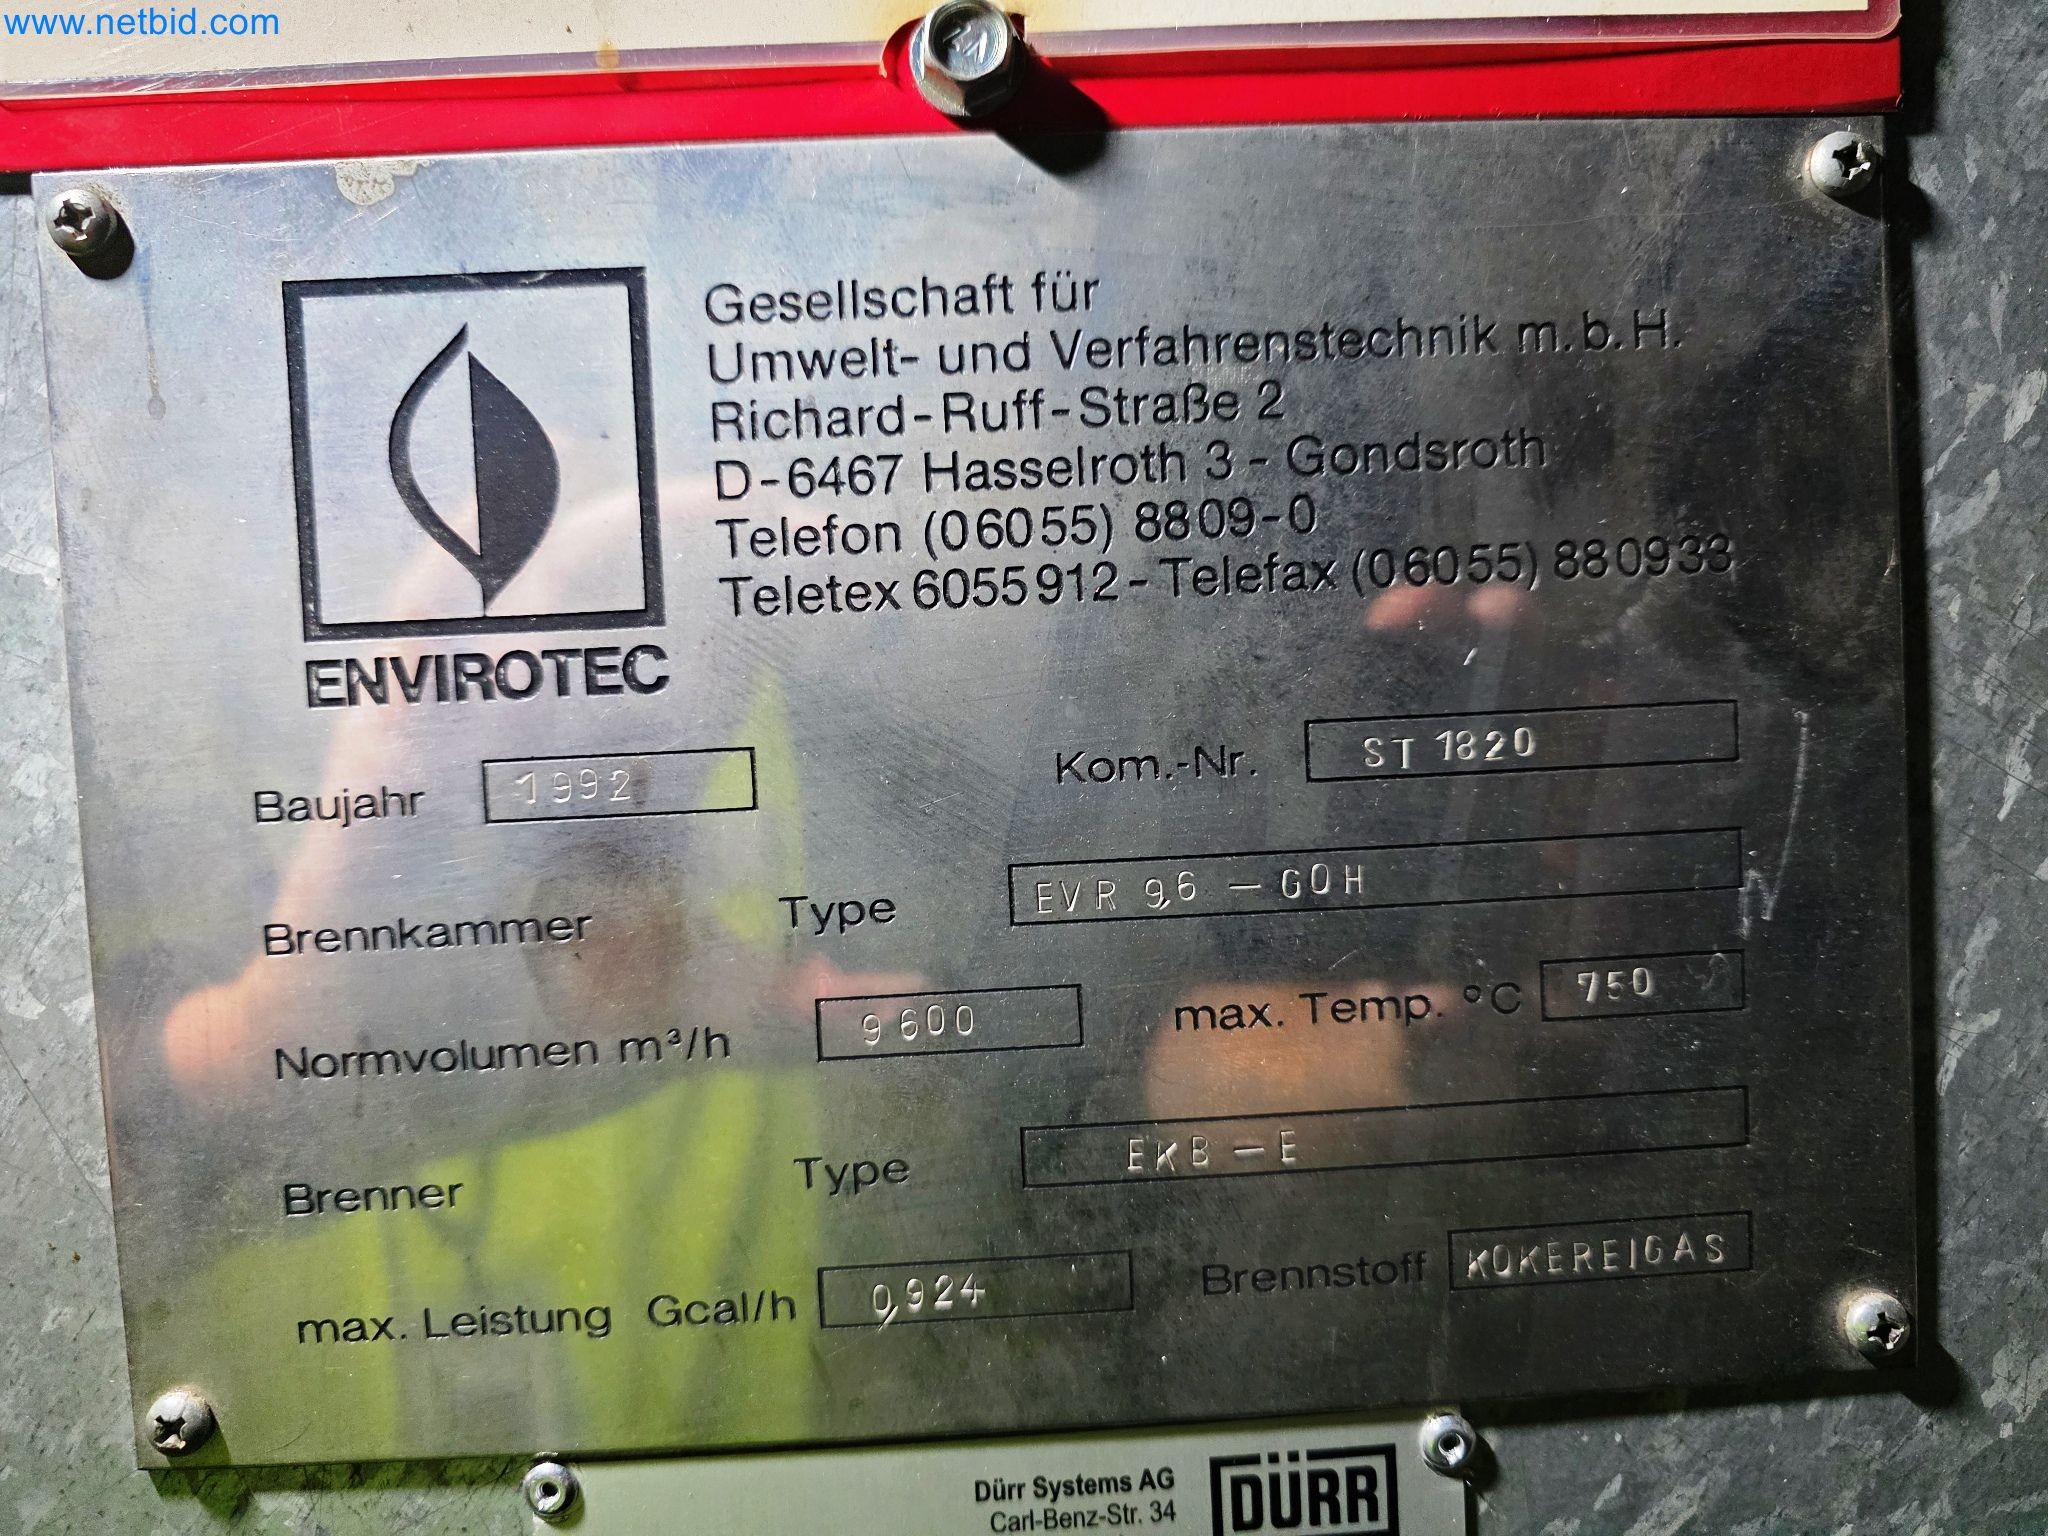 www.netbid.com
Gesellschaft für
Umwelt- und Verfahrenstechnik m.b.H.
Richard-Ruff-Straße 2
D-6467 Hasselroth 3 - Gondsroth
Telefon (06055) 8809-0
Teletex 6055912 - Telefax (06055) 880933
ENVIROTEC
Baujahr 1992 Kom.-Nr. ST 1820
Brennkammer Type EVR 9,6 - GOH
Normvolumen m³/h 9600 max. Temp. °C 750
Brenner Type EKB - E
max. Leistung Gcal/h 0,924 Brennstoff KOKEREIGAS
Dürr Systems AG
Carl-Benz-Str. 34
DÜRR